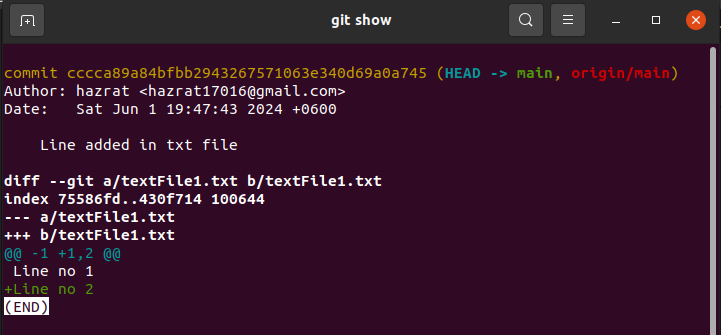 git show
commit cccca89a84bfbb2943267571063e340d69a0a745 (HEAD -> main, origin/main)
Author: hazrat <hazrat17016@gmail.com>
Date:   Sat Jun 1 19:47:43 2024 +0600
    Line added in txt file
diff --git a/textFile1.txt b/textFile1.txt
index 75586fd..430f714 100644
--- a/textFile1.txt
+++ b/textFile1.txt
@@ -1 +1,2 @@
 Line no 1
+Line no 2
(END)